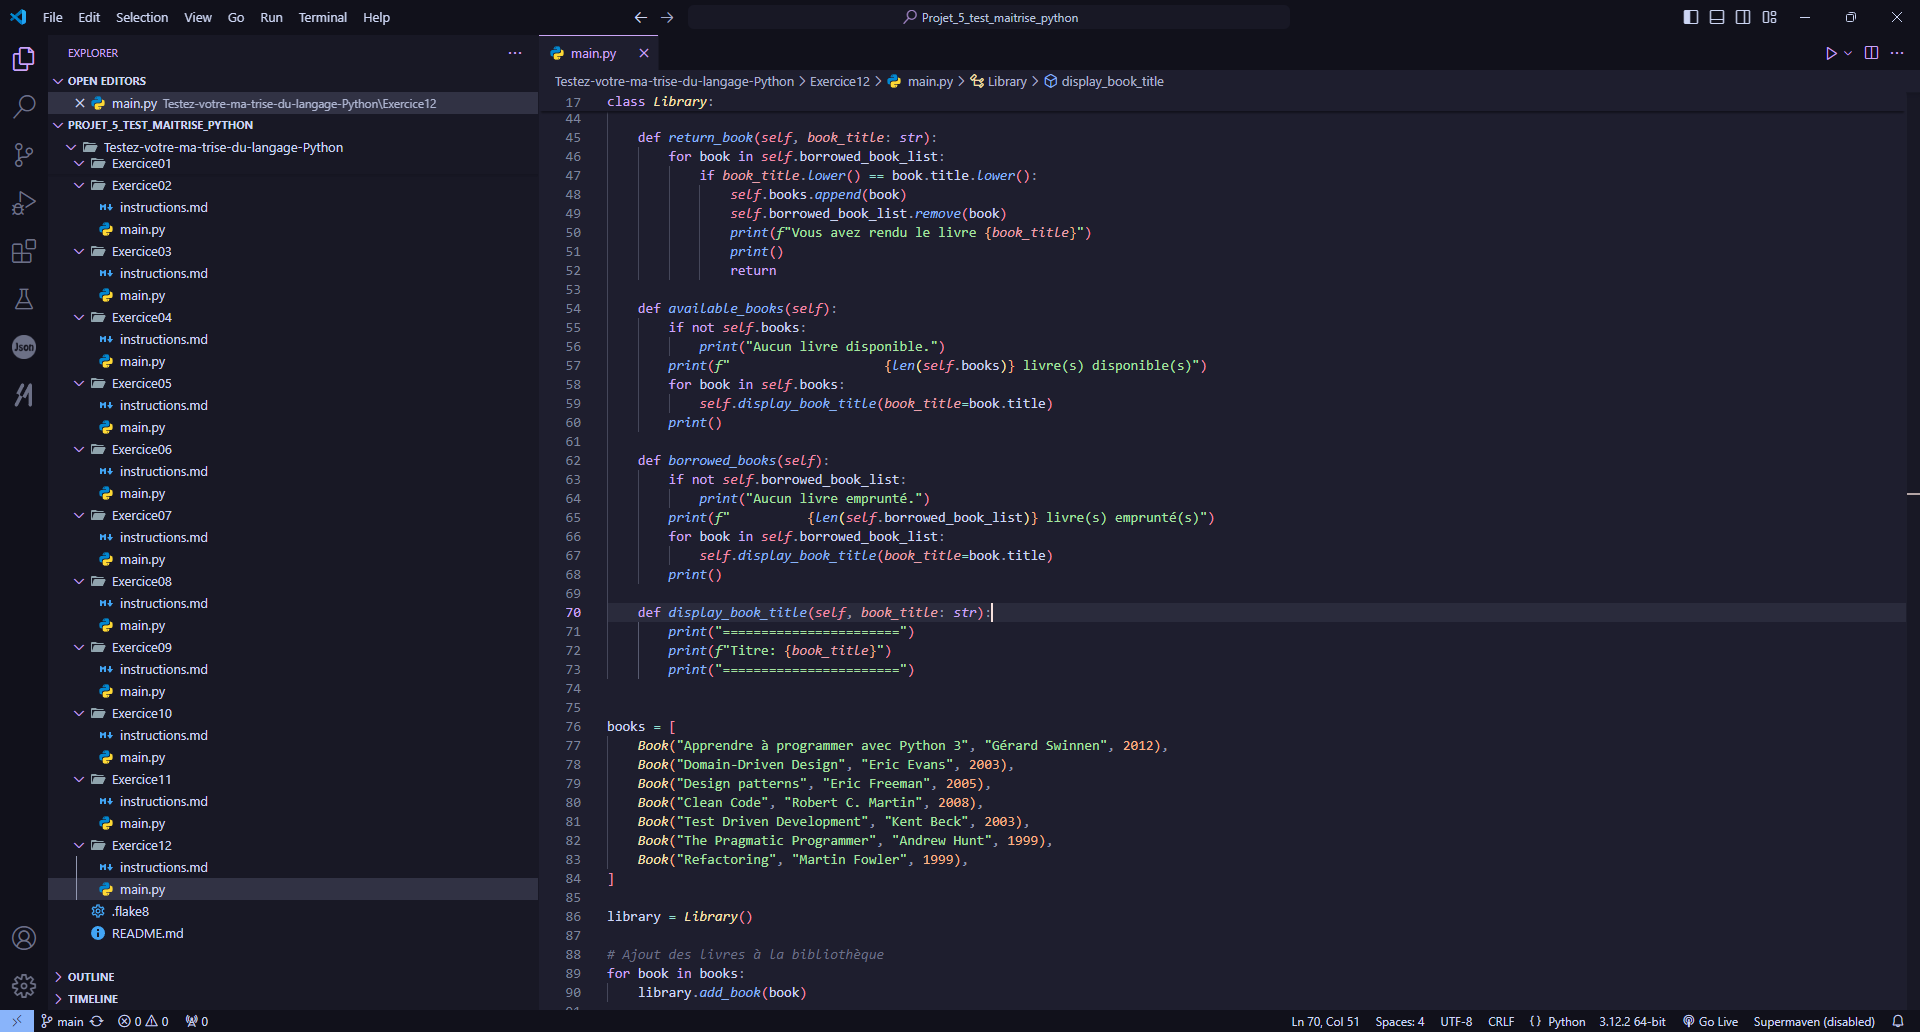 File Edit Selection View Go Run Terminal Help
Projet_5_test_maitrise_python
EXPLORER
OPEN EDITORS
main.py Testez-votre-ma-trise-du-langage-Python\Exercice12
PROJET_5_TEST_MAITRISE_PYTHON
Testez-votre-ma-trise-du-langage-Python
Exercice01
Exercice02
instructions.md
main.py
Exercice03
instructions.md
main.py
Exercice04
instructions.md
main.py
Exercice05
instructions.md
main.py
Exercice06
instructions.md
main.py
Exercice07
instructions.md
main.py
Exercice08
instructions.md
main.py
Exercice09
instructions.md
main.py
Exercice10
instructions.md
main.py
Exercice11
instructions.md
main.py
Exercice12
instructions.md
main.py
.flake8
README.md
OUTLINE
TIMELINE
Json
main.py
Testez-votre-ma-trise-du-langage-Python > Exercice12 > main.py > Library > display_book_title
17 class Library:
44
45     def return_book(self, book_title: str):
46         for book in self.borrowed_book_list:
47             if book_title.lower() == book.title.lower():
48                 self.books.append(book)
49                 self.borrowed_book_list.remove(book)
50                 print(f"Vous avez rendu le livre {book_title}")
51                 print()
52                 return
53
54     def available_books(self):
55         if not self.books:
56             print("Aucun livre disponible.")
57         print(f"                    {len(self.books)} livre(s) disponible(s)")
58         for book in self.books:
59             self.display_book_title(book_title=book.title)
60         print()
61
62     def borrowed_books(self):
63         if not self.borrowed_book_list:
64             print("Aucun livre emprunté.")
65         print(f"          {len(self.borrowed_book_list)} livre(s) emprunté(s)")
66         for book in self.borrowed_book_list:
67             self.display_book_title(book_title=book.title)
68         print()
69
70     def display_book_title(self, book_title: str):
71         print("=======================")
72         print(f"Titre: {book_title}")
73         print("=======================")
74
75
76 books = [
77     Book("Apprendre à programmer avec Python 3", "Gérard Swinnen", 2012),
78     Book("Domain-Driven Design", "Eric Evans", 2003),
79     Book("Design patterns", "Eric Freeman", 2005),
80     Book("Clean Code", "Robert C. Martin", 2008),
81     Book("Test Driven Development", "Kent Beck", 2003),
82     Book("The Pragmatic Programmer", "Andrew Hunt", 1999),
83     Book("Refactoring", "Martin Fowler", 1999),
84 ]
85
86 library = Library()
87
88 # Ajout des livres à la bibliothèque
89 for book in books:
90     library.add_book(book)
main 0 0 0 Ln 70, Col 51 Spaces: 4 UTF-8 CRLF Python 3.12.2 64-bit Go Live Supermaven (disabled)